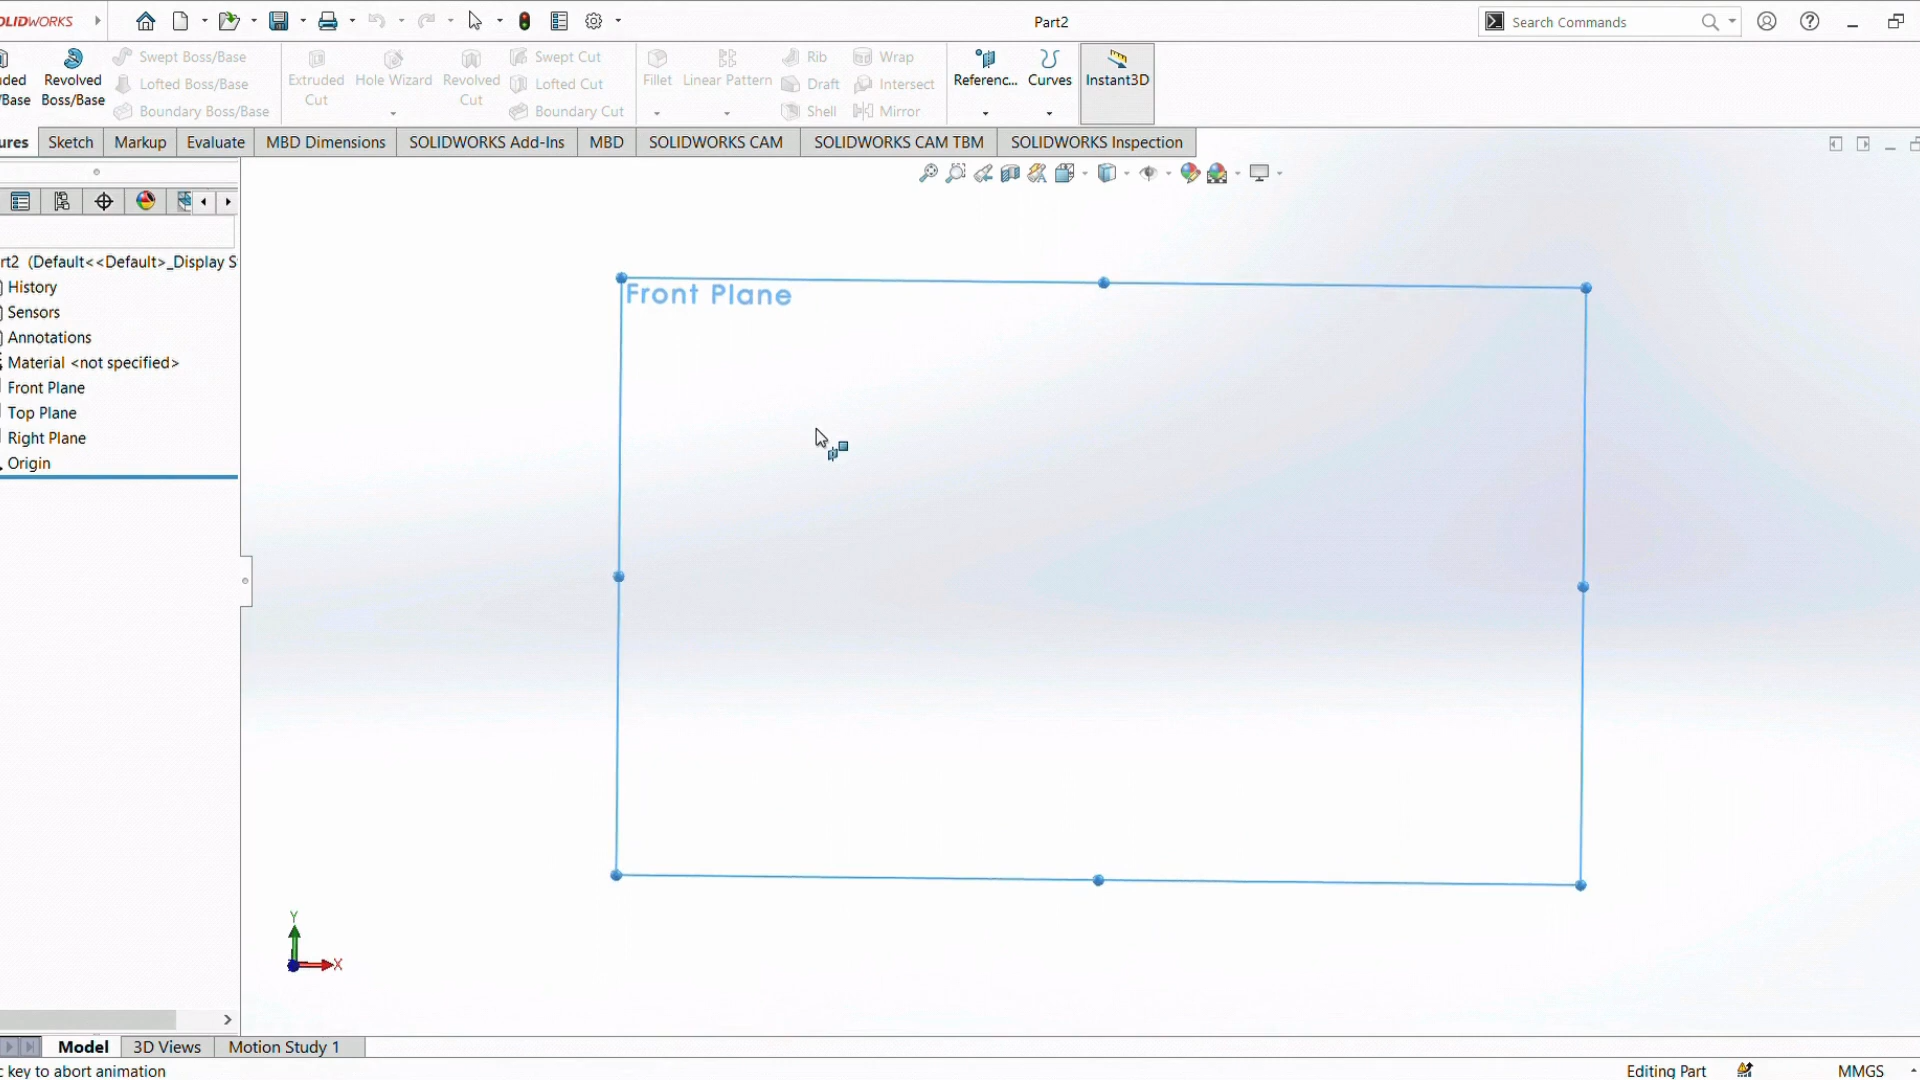 OLIDWORKS
Part2
Search Commands
uded
/Base
Revolved
Boss/Base
Swept Boss/Base
Lofted Boss/Base
Boundary Boss/Base
Extruded
Cut
Hole Wizard
Revolved
Cut
Swept Cut
Lofted Cut
Boundary Cut
Fillet
Linear Pattern
Rib
Draft
Shell
Wrap
Intersect
Mirror
Referenc...
Curves
Instant3D
ures
Sketch
Markup
Evaluate
MBD Dimensions
SOLIDWORKS Add-Ins
MBD
SOLIDWORKS CAM
SOLIDWORKS CAM TBM
SOLIDWORKS Inspection
rt2 (Default<<Default>_Display S
History
Sensors
Annotations
Material <not specified>
Front Plane
Top Plane
Right Plane
Origin
Front Plane
Y
X
Model
3D Views
Motion Study 1
c key to abort animation
Editing Part
MMGS